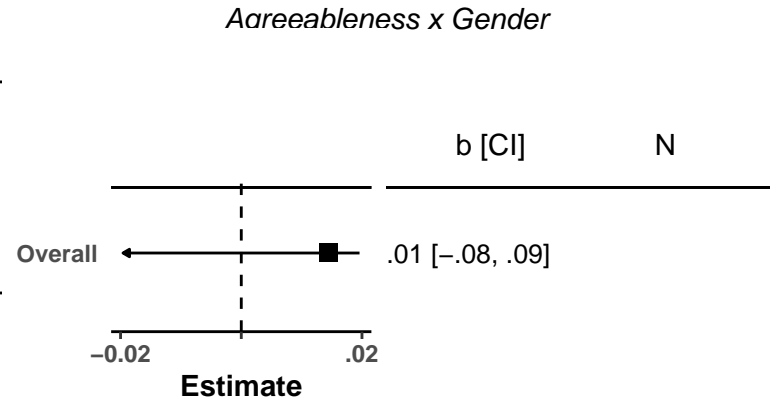 Agreeableness x Gender
b [CI] N
Overall .01 [−.08, .09]
−0.02 .02
Estimate